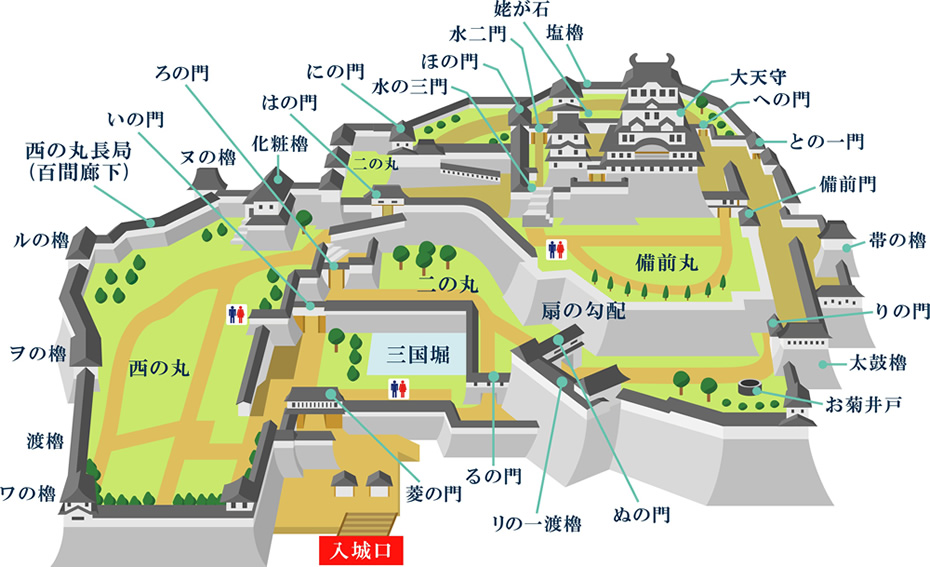 姥が石
水二門
塩櫓
ほの門
にの門
水の三門
ろの門
はの門
大天守
いの門
への門
化粧櫓
との一門
西の丸長局
(百間廊下)
ヌの櫓
二の丸
備前門
ルの櫓
帯の櫓
備前丸
二の丸
扇の勾配
りの門
ヲの櫓
西の丸
三国堀
太鼓櫓
お菊井戸
渡櫓
るの門
ワの櫓
菱の門
リの一渡櫓
ぬの門
入城口